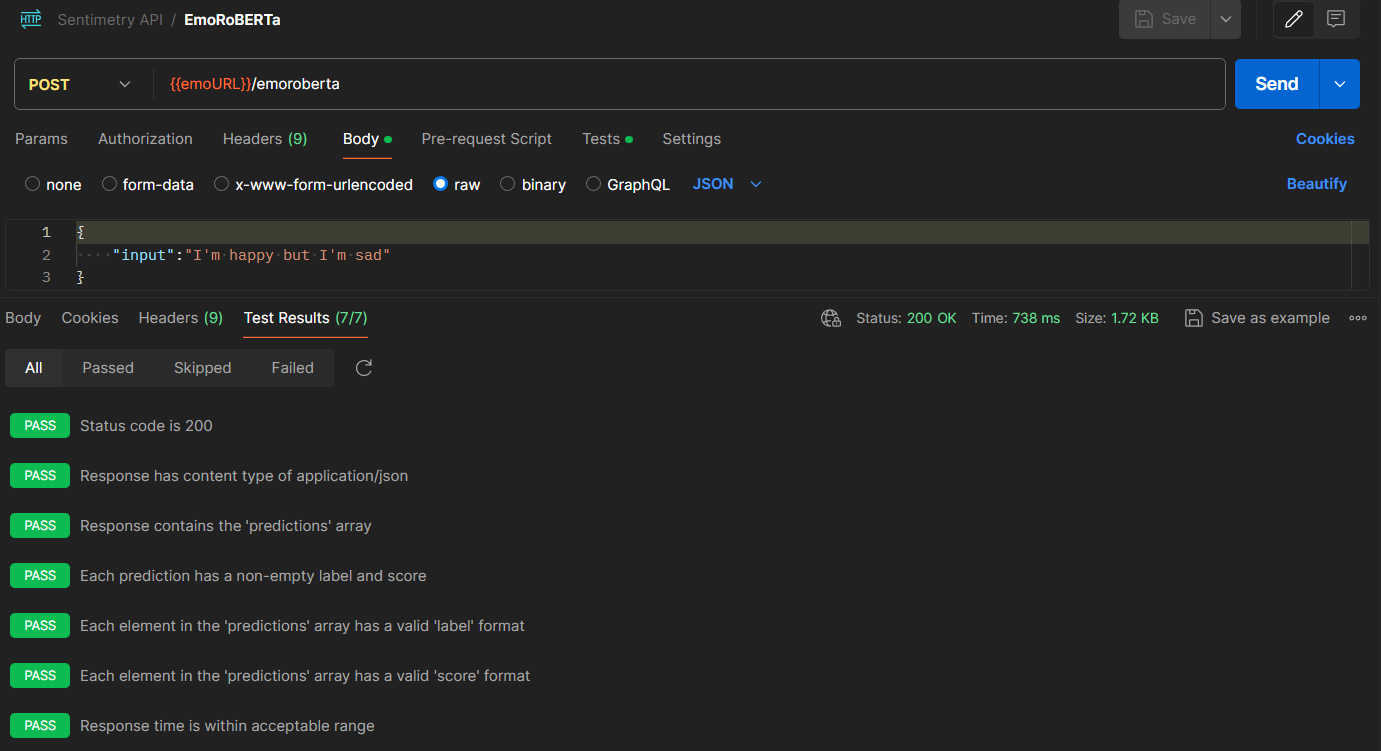 HTTP Sentimetry API / EmoRoBERTa Save
POST {{emoURL}}/emoroberta Send
Params Authorization Headers (9) Body Pre-request Script Tests Settings Cookies
none form-data x-www-form-urlencoded raw binary GraphQL JSON Beautify
1 {
2 ····"input":"I'm·happy·but·I'm·sad"
3 }
Body Cookies Headers (9) Test Results (7/7) Status: 200 OK Time: 738 ms Size: 1.72 KB Save as example
All Passed Skipped Failed
PASS Status code is 200
PASS Response has content type of application/json
PASS Response contains the 'predictions' array
PASS Each prediction has a non-empty label and score
PASS Each element in the 'predictions' array has a valid 'label' format
PASS Each element in the 'predictions' array has a valid 'score' format
PASS Response time is within acceptable range